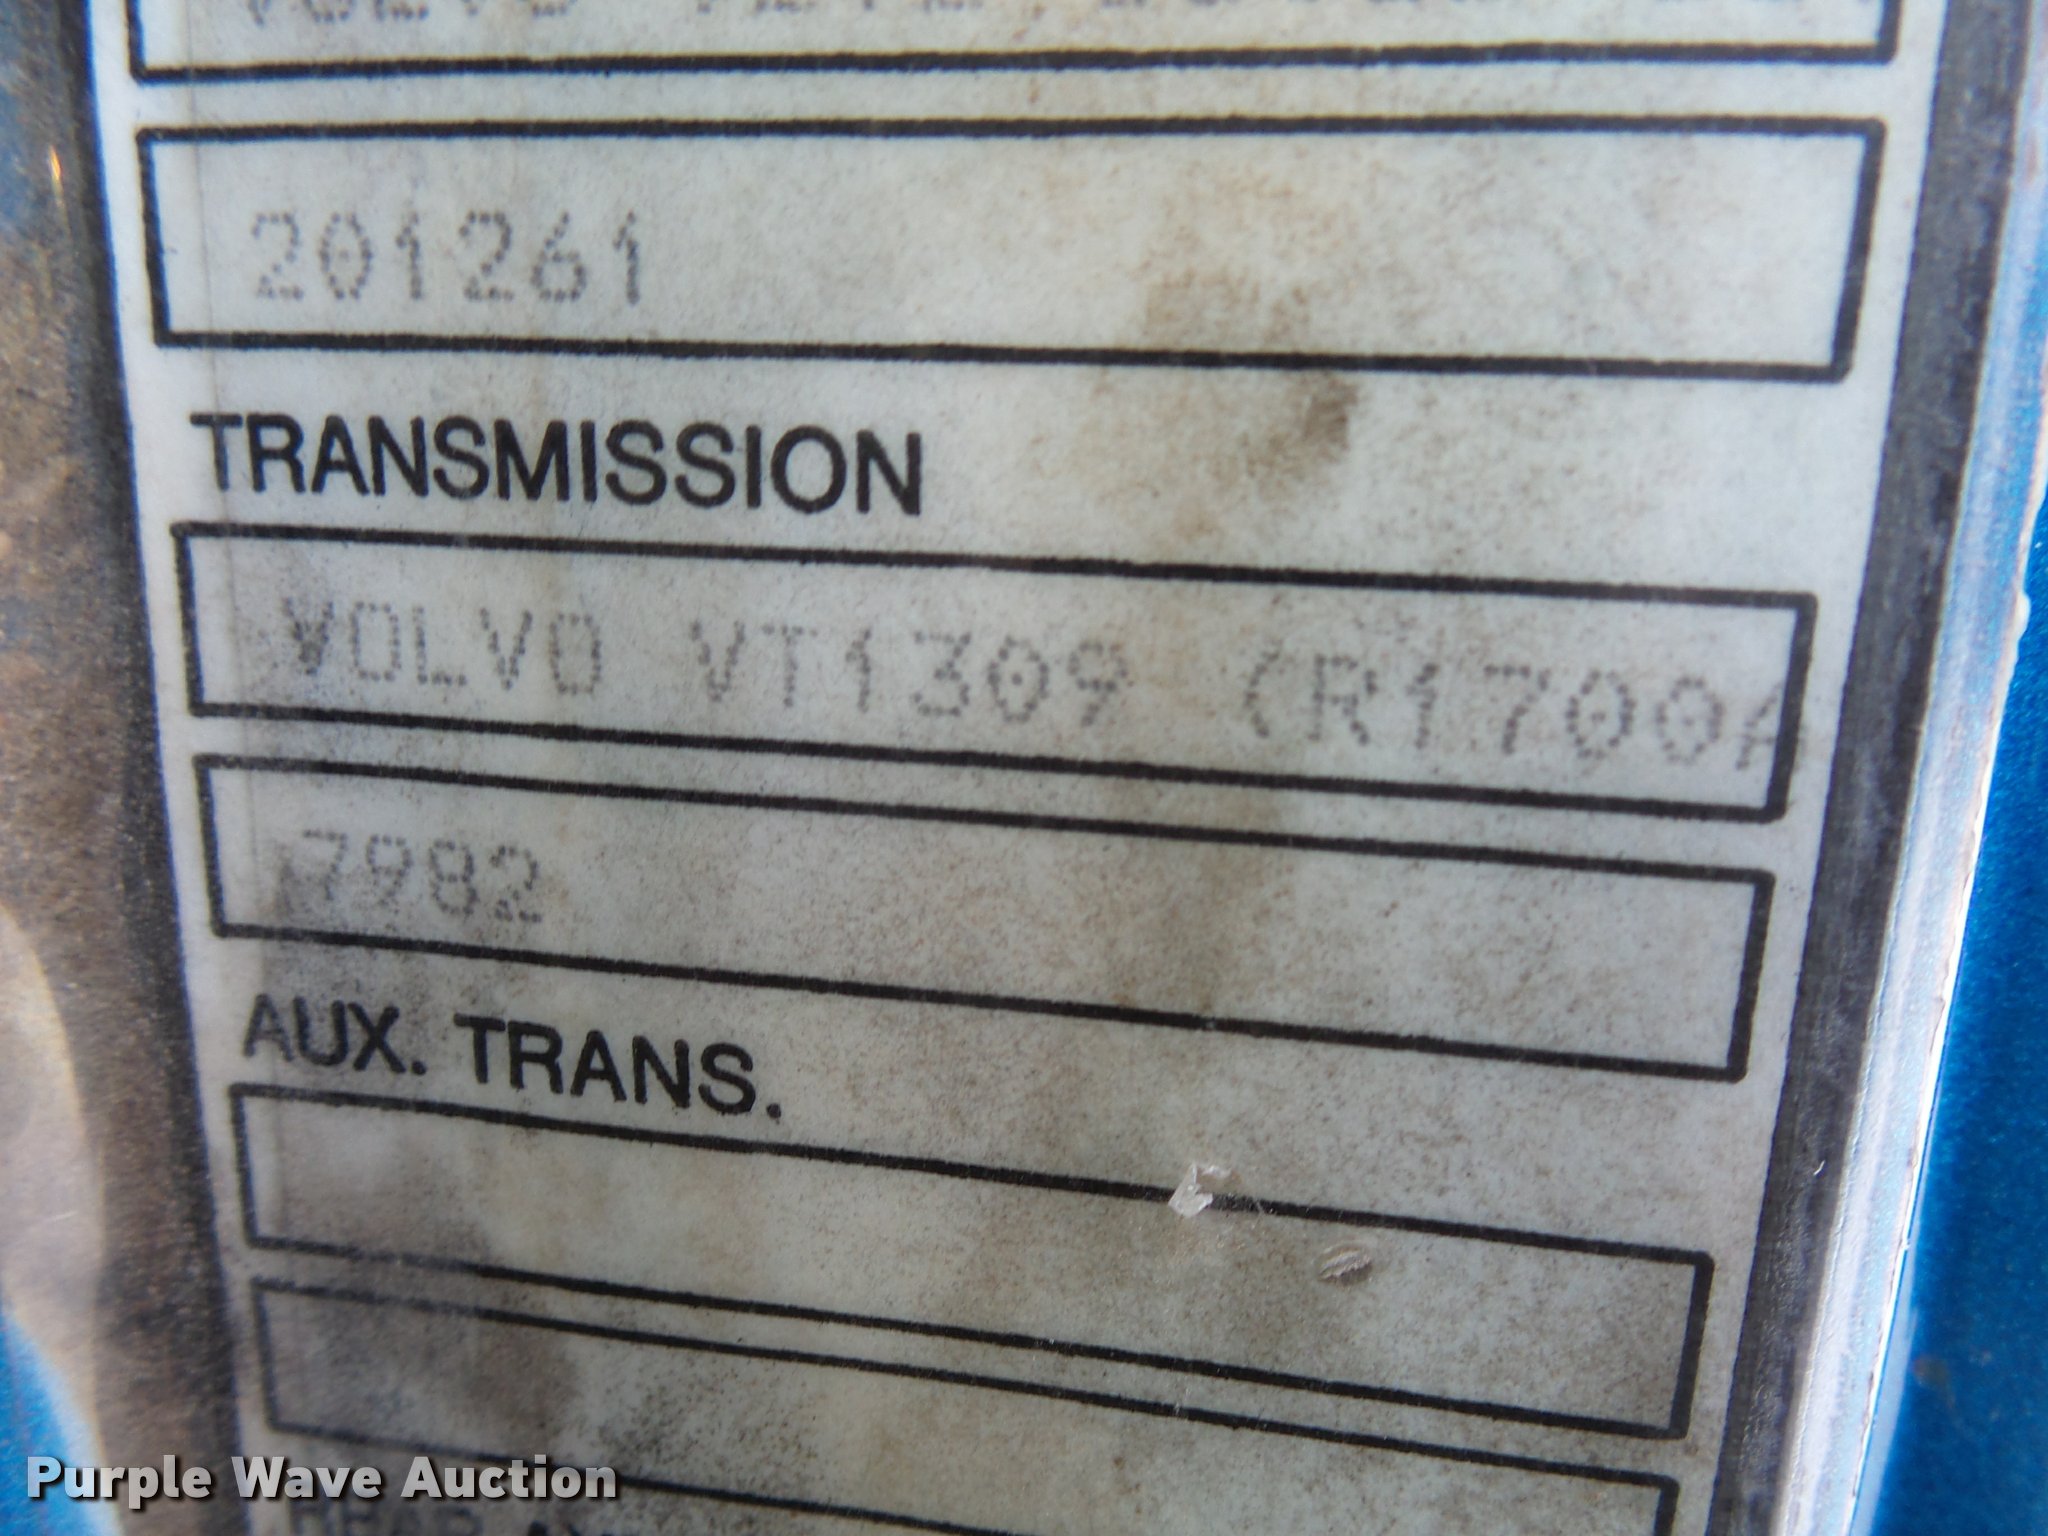 201261
TRANSMISSION
VOLVO VT1309 (R1700A
7982
AUX. TRANS.
Purple Wave Auction